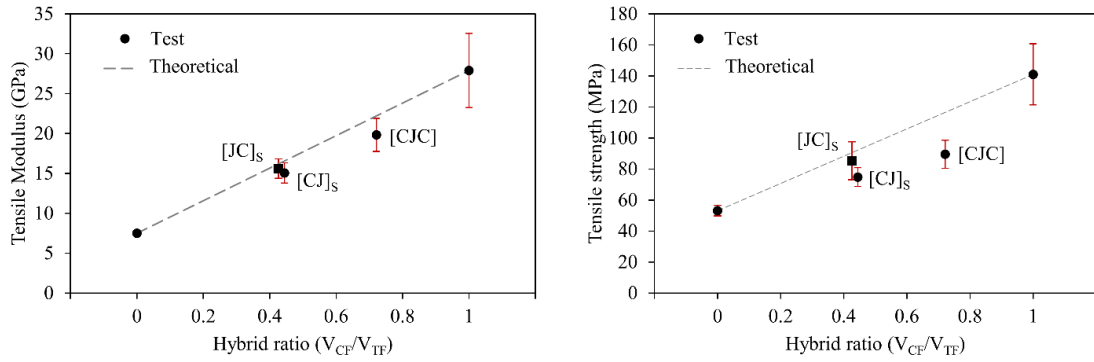 35
30
25
20
15
10
5
0
Tensile Modulus (GPa)
Test
Theoretical
[JC]S
[CJ]S
[CJC]
0 0.2 0.4 0.6 0.8 1
Hybrid ratio (VCF/VTF)
180
160
140
120
100
80
60
40
20
0
Tensile strength (MPa)
Test
Theoretical
[JC]S
[CJ]S
[CJC]
0 0.2 0.4 0.6 0.8 1
Hybrid ratio (VCF/VTF)